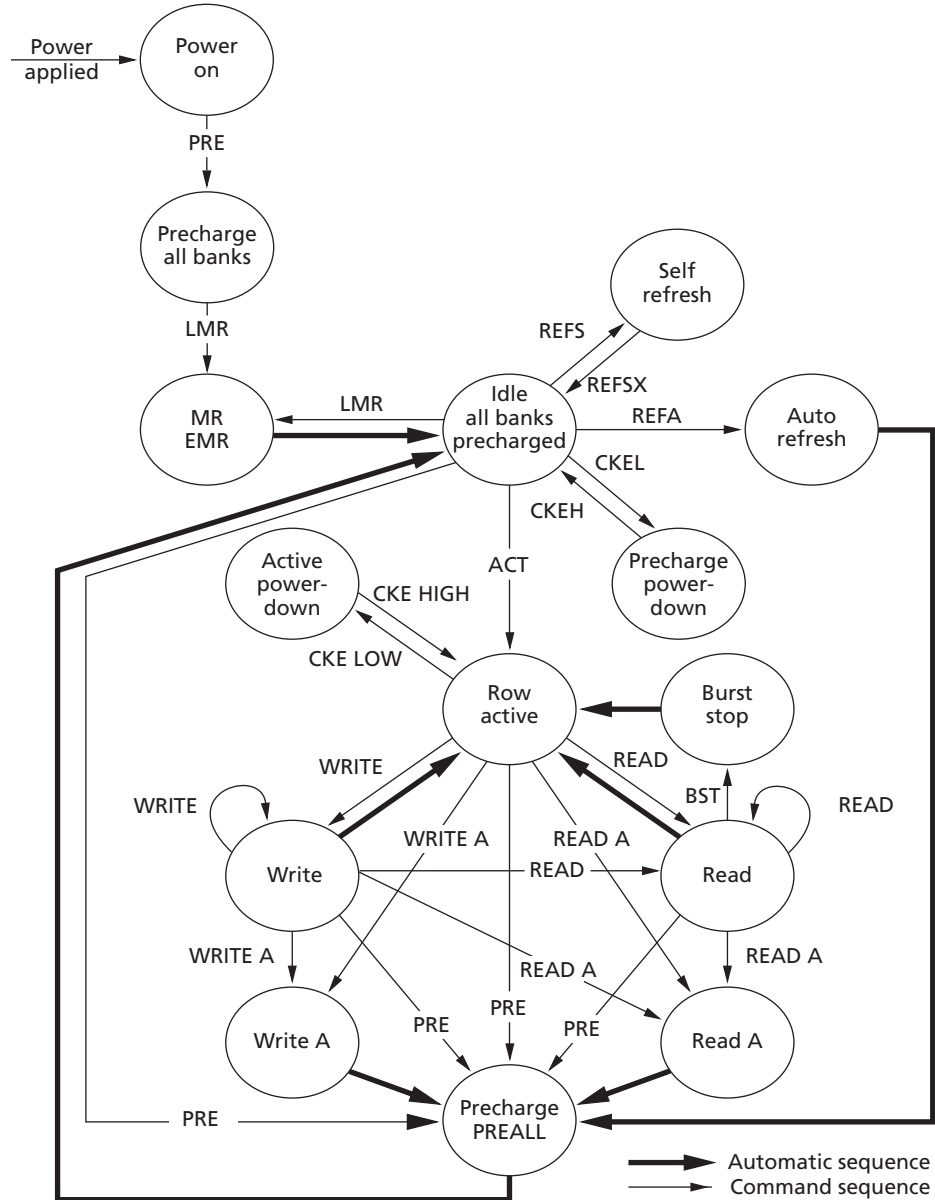 Power
applied
Power
on
PRE
Precharge
all banks
LMR
MR
EMR
LMR
Idle
all banks
precharged
REFS
REFSX
Self
refresh
REFA
Auto
refresh
CKEL
CKEH
Precharge
power-
down
ACT
Active
power-
down
CKE HIGH
CKE LOW
Row
active
Burst
stop
WRITE
READ
BST
WRITE
READ
WRITE A
READ A
Write
READ
Read
WRITE A
READ A
READ A
PRE
PRE
PRE
Write A
Read A
PRE
Precharge
PREALL
Automatic sequence
Command sequence